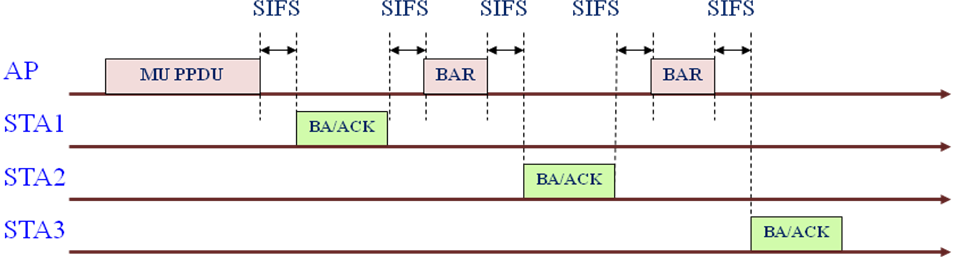 SIFS SIFS SIFS SIFS SIFS
AP MU PPDU BAR BAR
STA1 BA/ACK
STA2 BA/ACK
STA3 BA/ACK